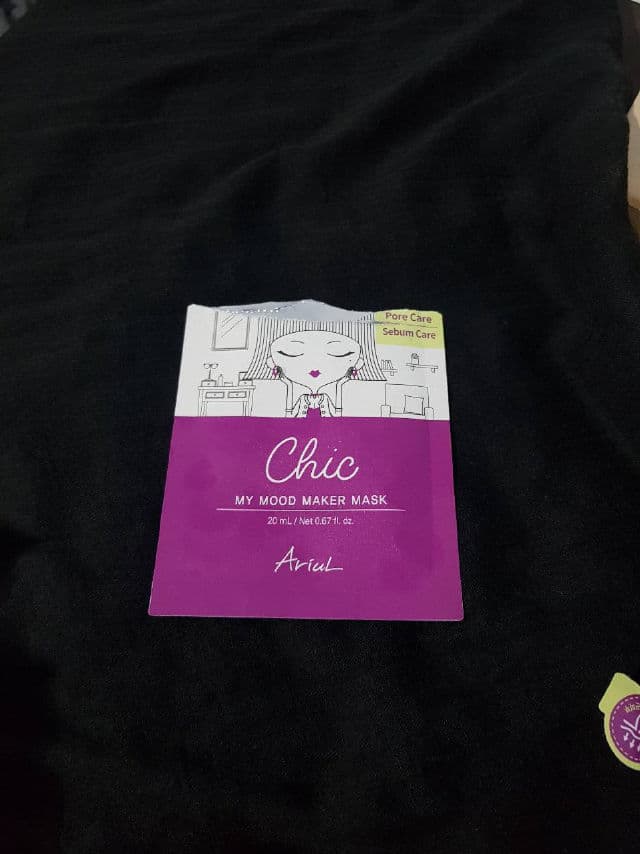 Pore Care
Sebum Care
Chic
MY MOOD MAKER MASK
20 mL / Net 0.67 fl. oz.
Ariul